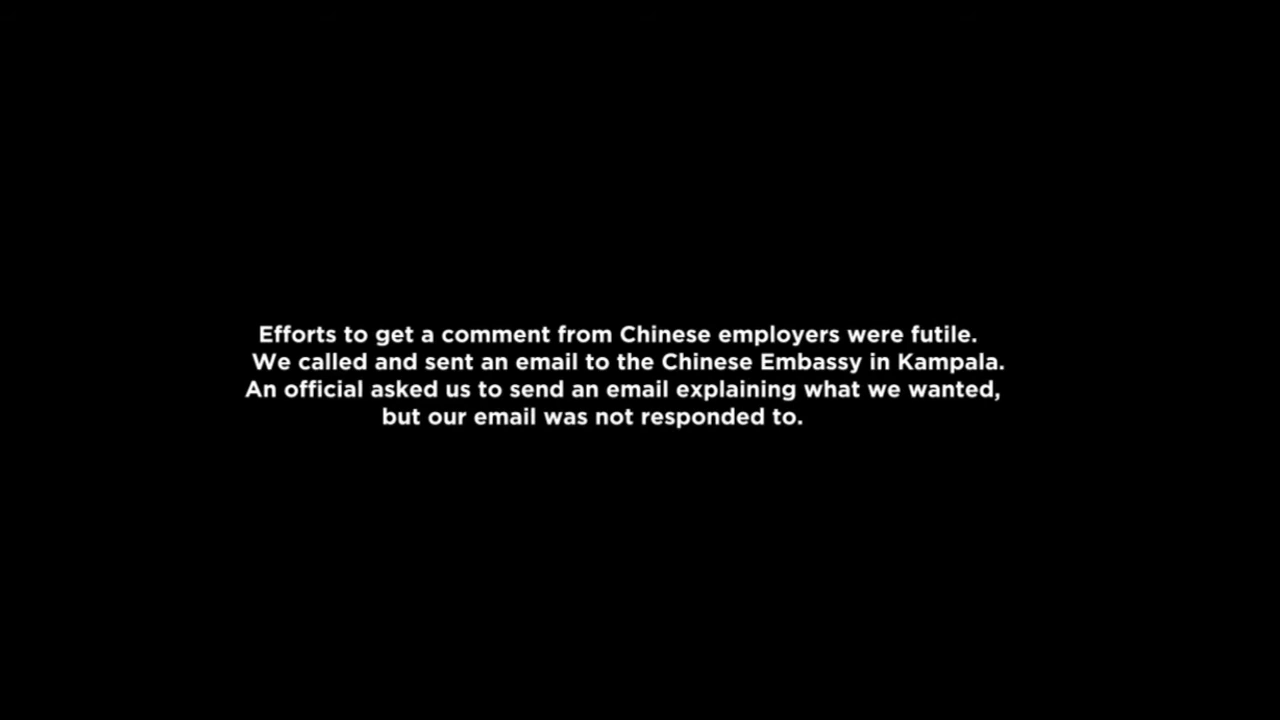 Efforts to get a comment from Chinese employers were futile.
We called and sent an email to the Chinese Embassy in Kampala.
An official asked us to send an email explaining what we wanted,
but our email was not responded to.